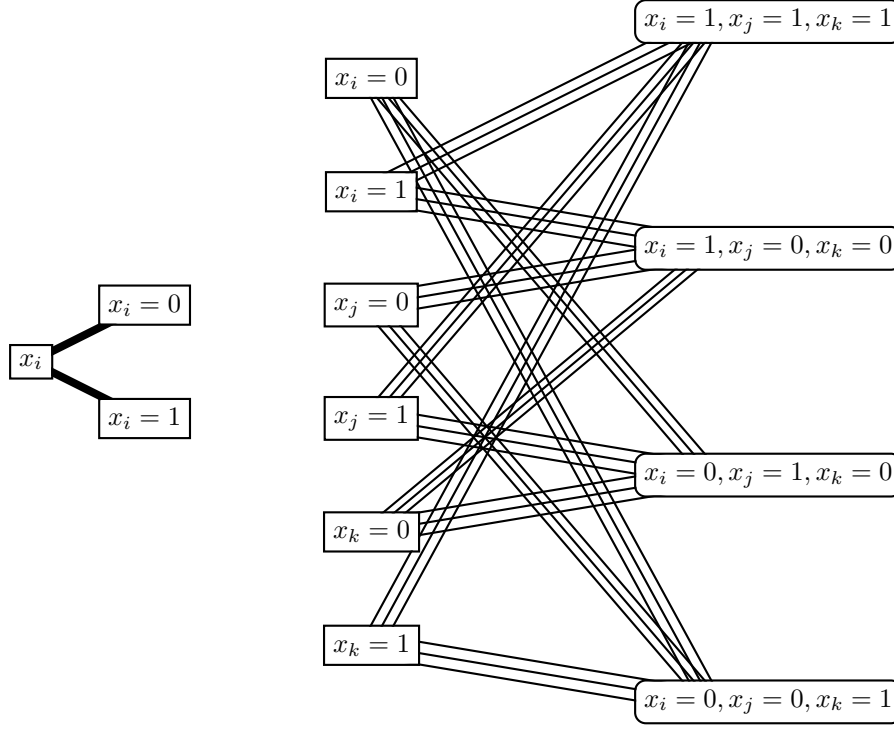 $x_i$
$x_i = 0$
$x_i = 1$
$x_i = 0$
$x_i = 1$
$x_j = 0$
$x_j = 1$
$x_k = 0$
$x_k = 1$
$x_i = 1, x_j = 1, x_k = 1$
$x_i = 1, x_j = 0, x_k = 0$
$x_i = 0, x_j = 1, x_k = 0$
$x_i = 0, x_j = 0, x_k = 1$